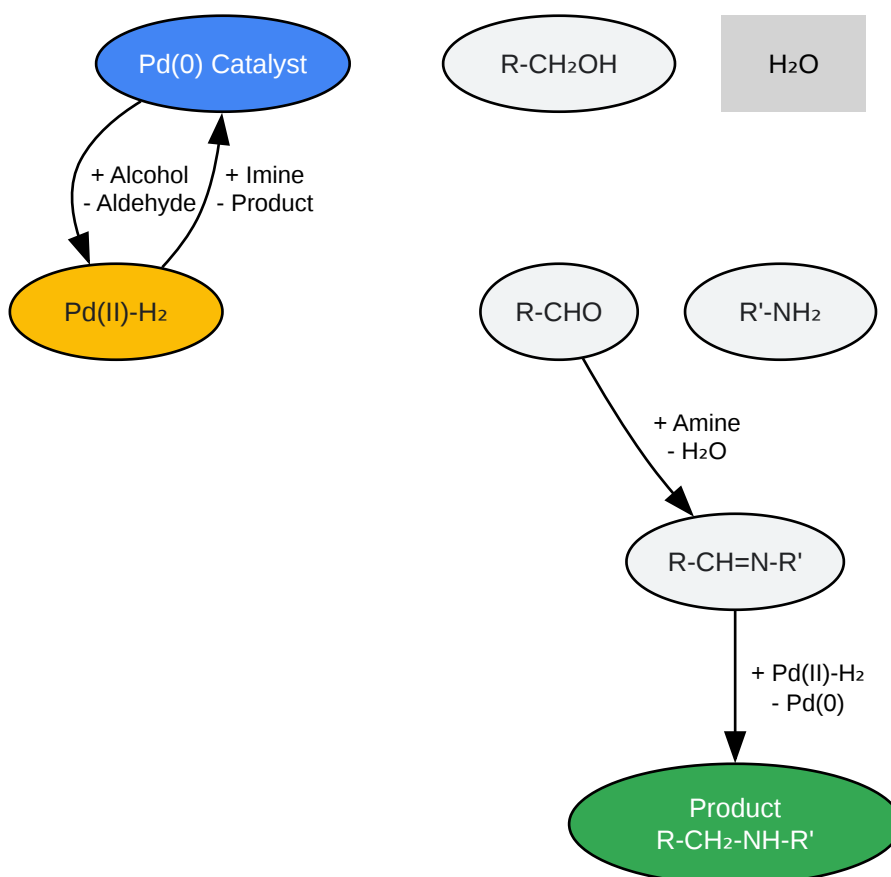 Pd(0) Catalyst
R-CH₂OH
H₂O
+ Alcohol
- Aldehyde
+ Imine
- Product
Pd(II)-H₂
R-CHO
R'-NH₂
+ Amine
- H₂O
R-CH=N-R'
+ Pd(II)-H₂
- Pd(0)
Product
R-CH₂-NH-R'